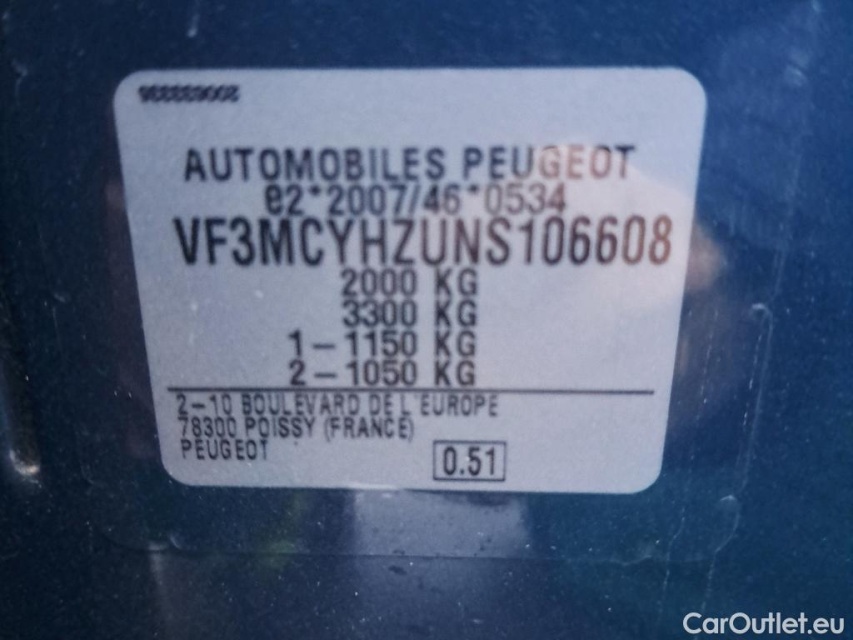 20063336
AUTOMOBILES PEUGEOT
e2*2007/46*0534
VF3MCYHZUNS106608
2000 KG
3300 KG
1-1150 KG
2-1050 KG
2-10 BOULEVARD DE L'EUROPE
78300 POISSY (FRANCE)
PEUGEOT
0.51
CarOutlet.eu